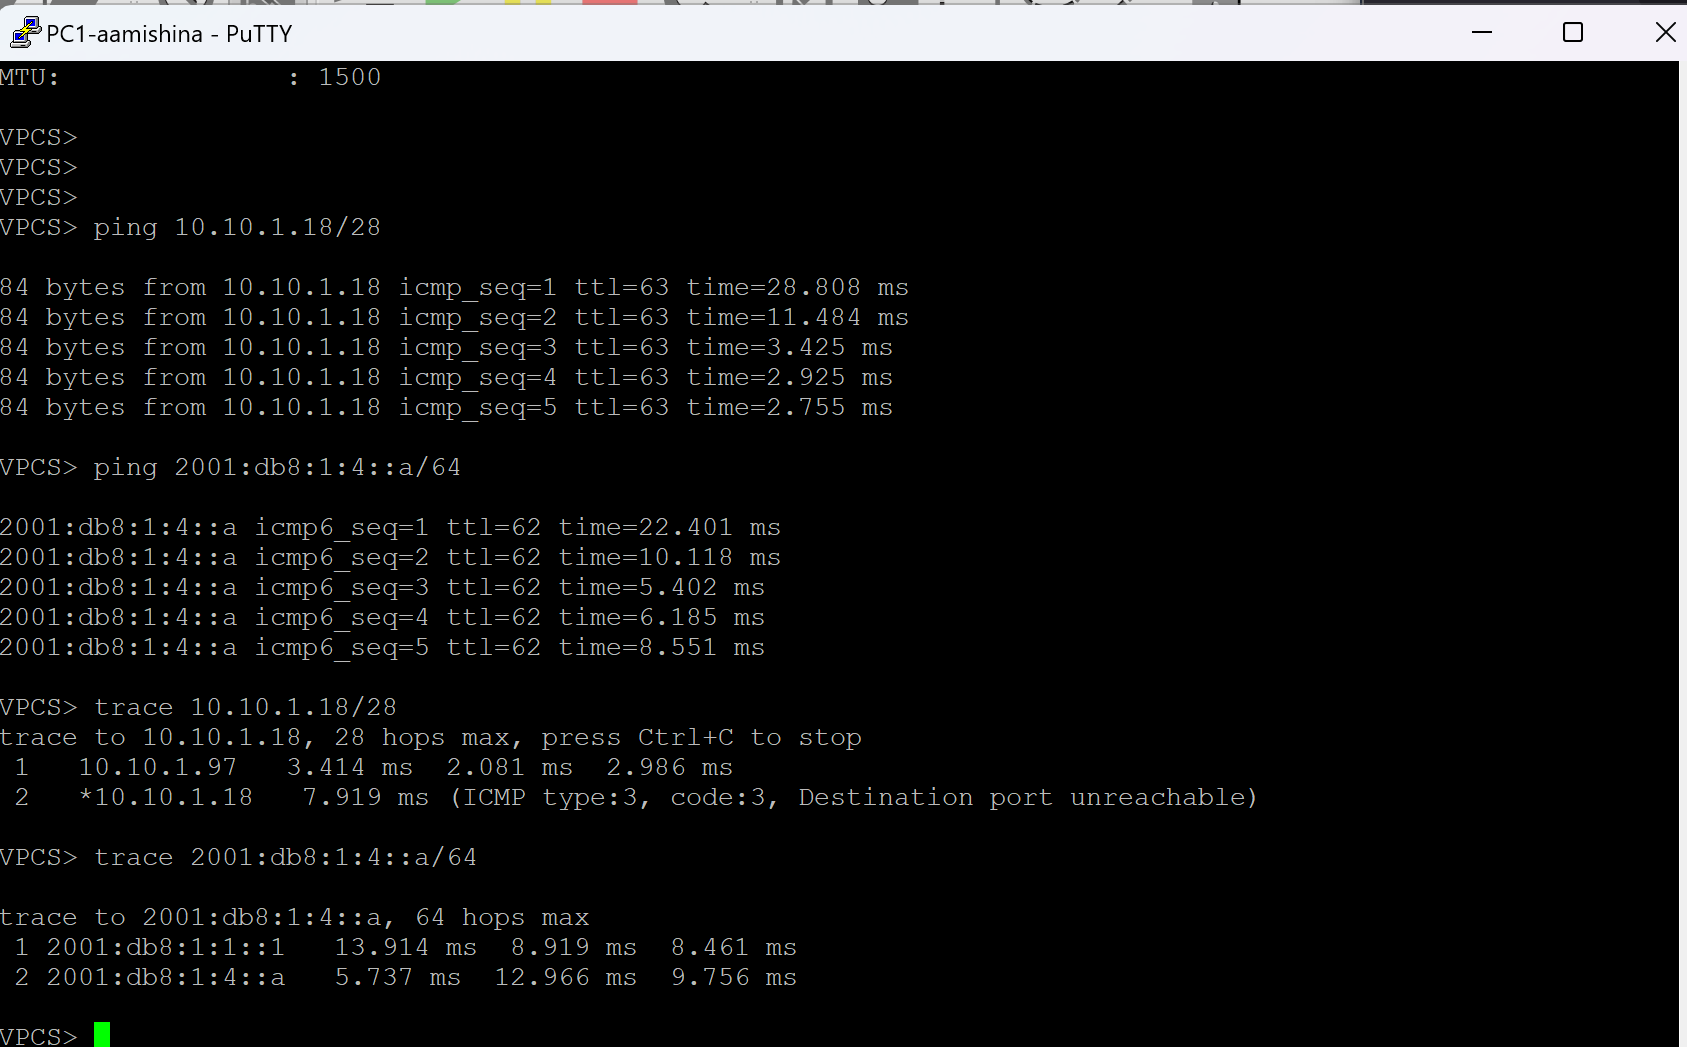 PC1-aamishina - PuTTY
MTU:               : 1500
VPCS>
VPCS>
VPCS>
VPCS> ping 10.10.1.18/28
84 bytes from 10.10.1.18 icmp_seq=1 ttl=63 time=28.808 ms
84 bytes from 10.10.1.18 icmp_seq=2 ttl=63 time=11.484 ms
84 bytes from 10.10.1.18 icmp_seq=3 ttl=63 time=3.425 ms
84 bytes from 10.10.1.18 icmp_seq=4 ttl=63 time=2.925 ms
84 bytes from 10.10.1.18 icmp_seq=5 ttl=63 time=2.755 ms
VPCS> ping 2001:db8:1:4::a/64
2001:db8:1:4::a icmp6_seq=1 ttl=62 time=22.401 ms
2001:db8:1:4::a icmp6_seq=2 ttl=62 time=10.118 ms
2001:db8:1:4::a icmp6_seq=3 ttl=62 time=5.402 ms
2001:db8:1:4::a icmp6_seq=4 ttl=62 time=6.185 ms
2001:db8:1:4::a icmp6_seq=5 ttl=62 time=8.551 ms
VPCS> trace 10.10.1.18/28
trace to 10.10.1.18, 28 hops max, press Ctrl+C to stop
 1   10.10.1.97   3.414 ms  2.081 ms  2.986 ms
 2   *10.10.1.18   7.919 ms (ICMP type:3, code:3, Destination port unreachable)
VPCS> trace 2001:db8:1:4::a/64
trace to 2001:db8:1:4::a, 64 hops max
 1 2001:db8:1:1::1   13.914 ms  8.919 ms  8.461 ms
 2 2001:db8:1:4::a   5.737 ms  12.966 ms  9.756 ms
VPCS>